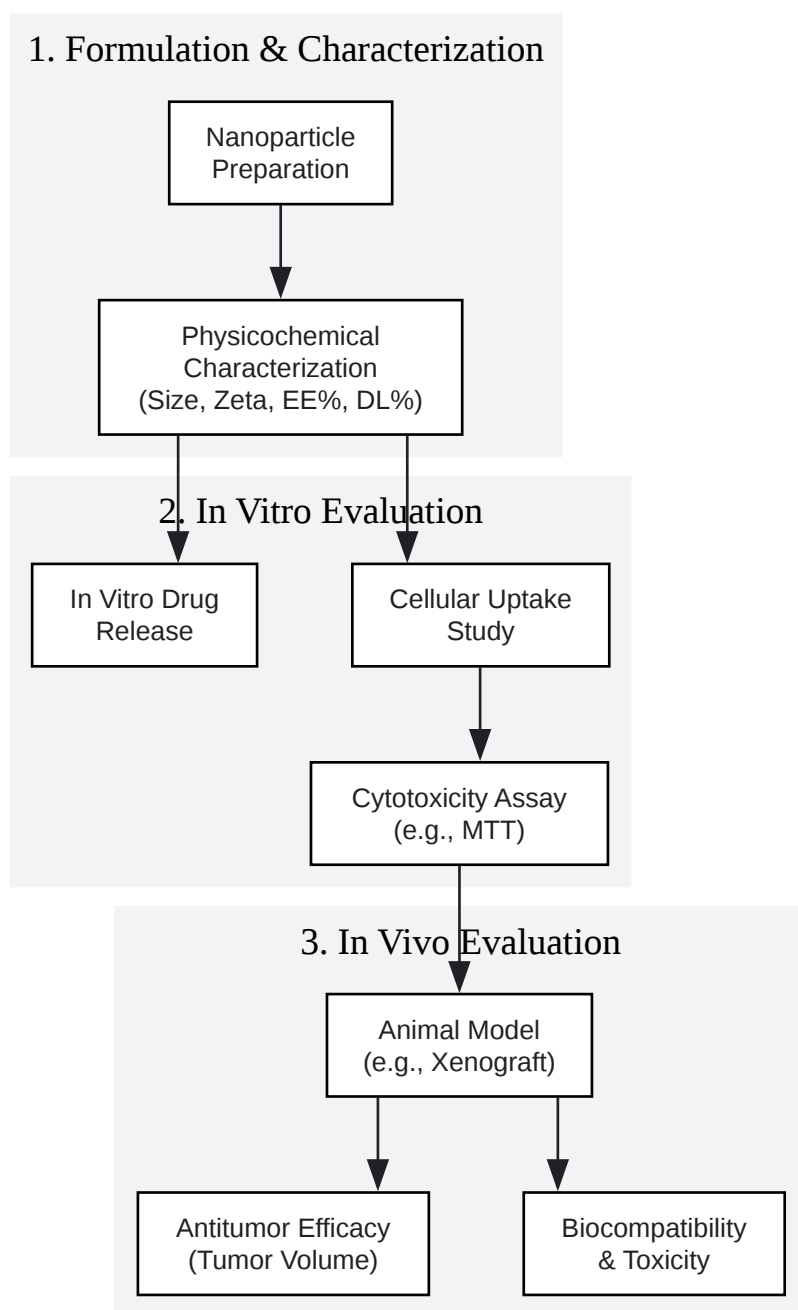 1. Formulation & Characterization
Nanoparticle
Preparation
Physicochemical
Characterization
(Size, Zeta, EE%, DL%)
2. In Vitro Evaluation
In Vitro Drug
Release
Cellular Uptake
Study
Cytotoxicity Assay
(e.g., MTT)
3. In Vivo Evaluation
Animal Model
(e.g., Xenograft)
Antitumor Efficacy
(Tumor Volume)
Biocompatibility
& Toxicity